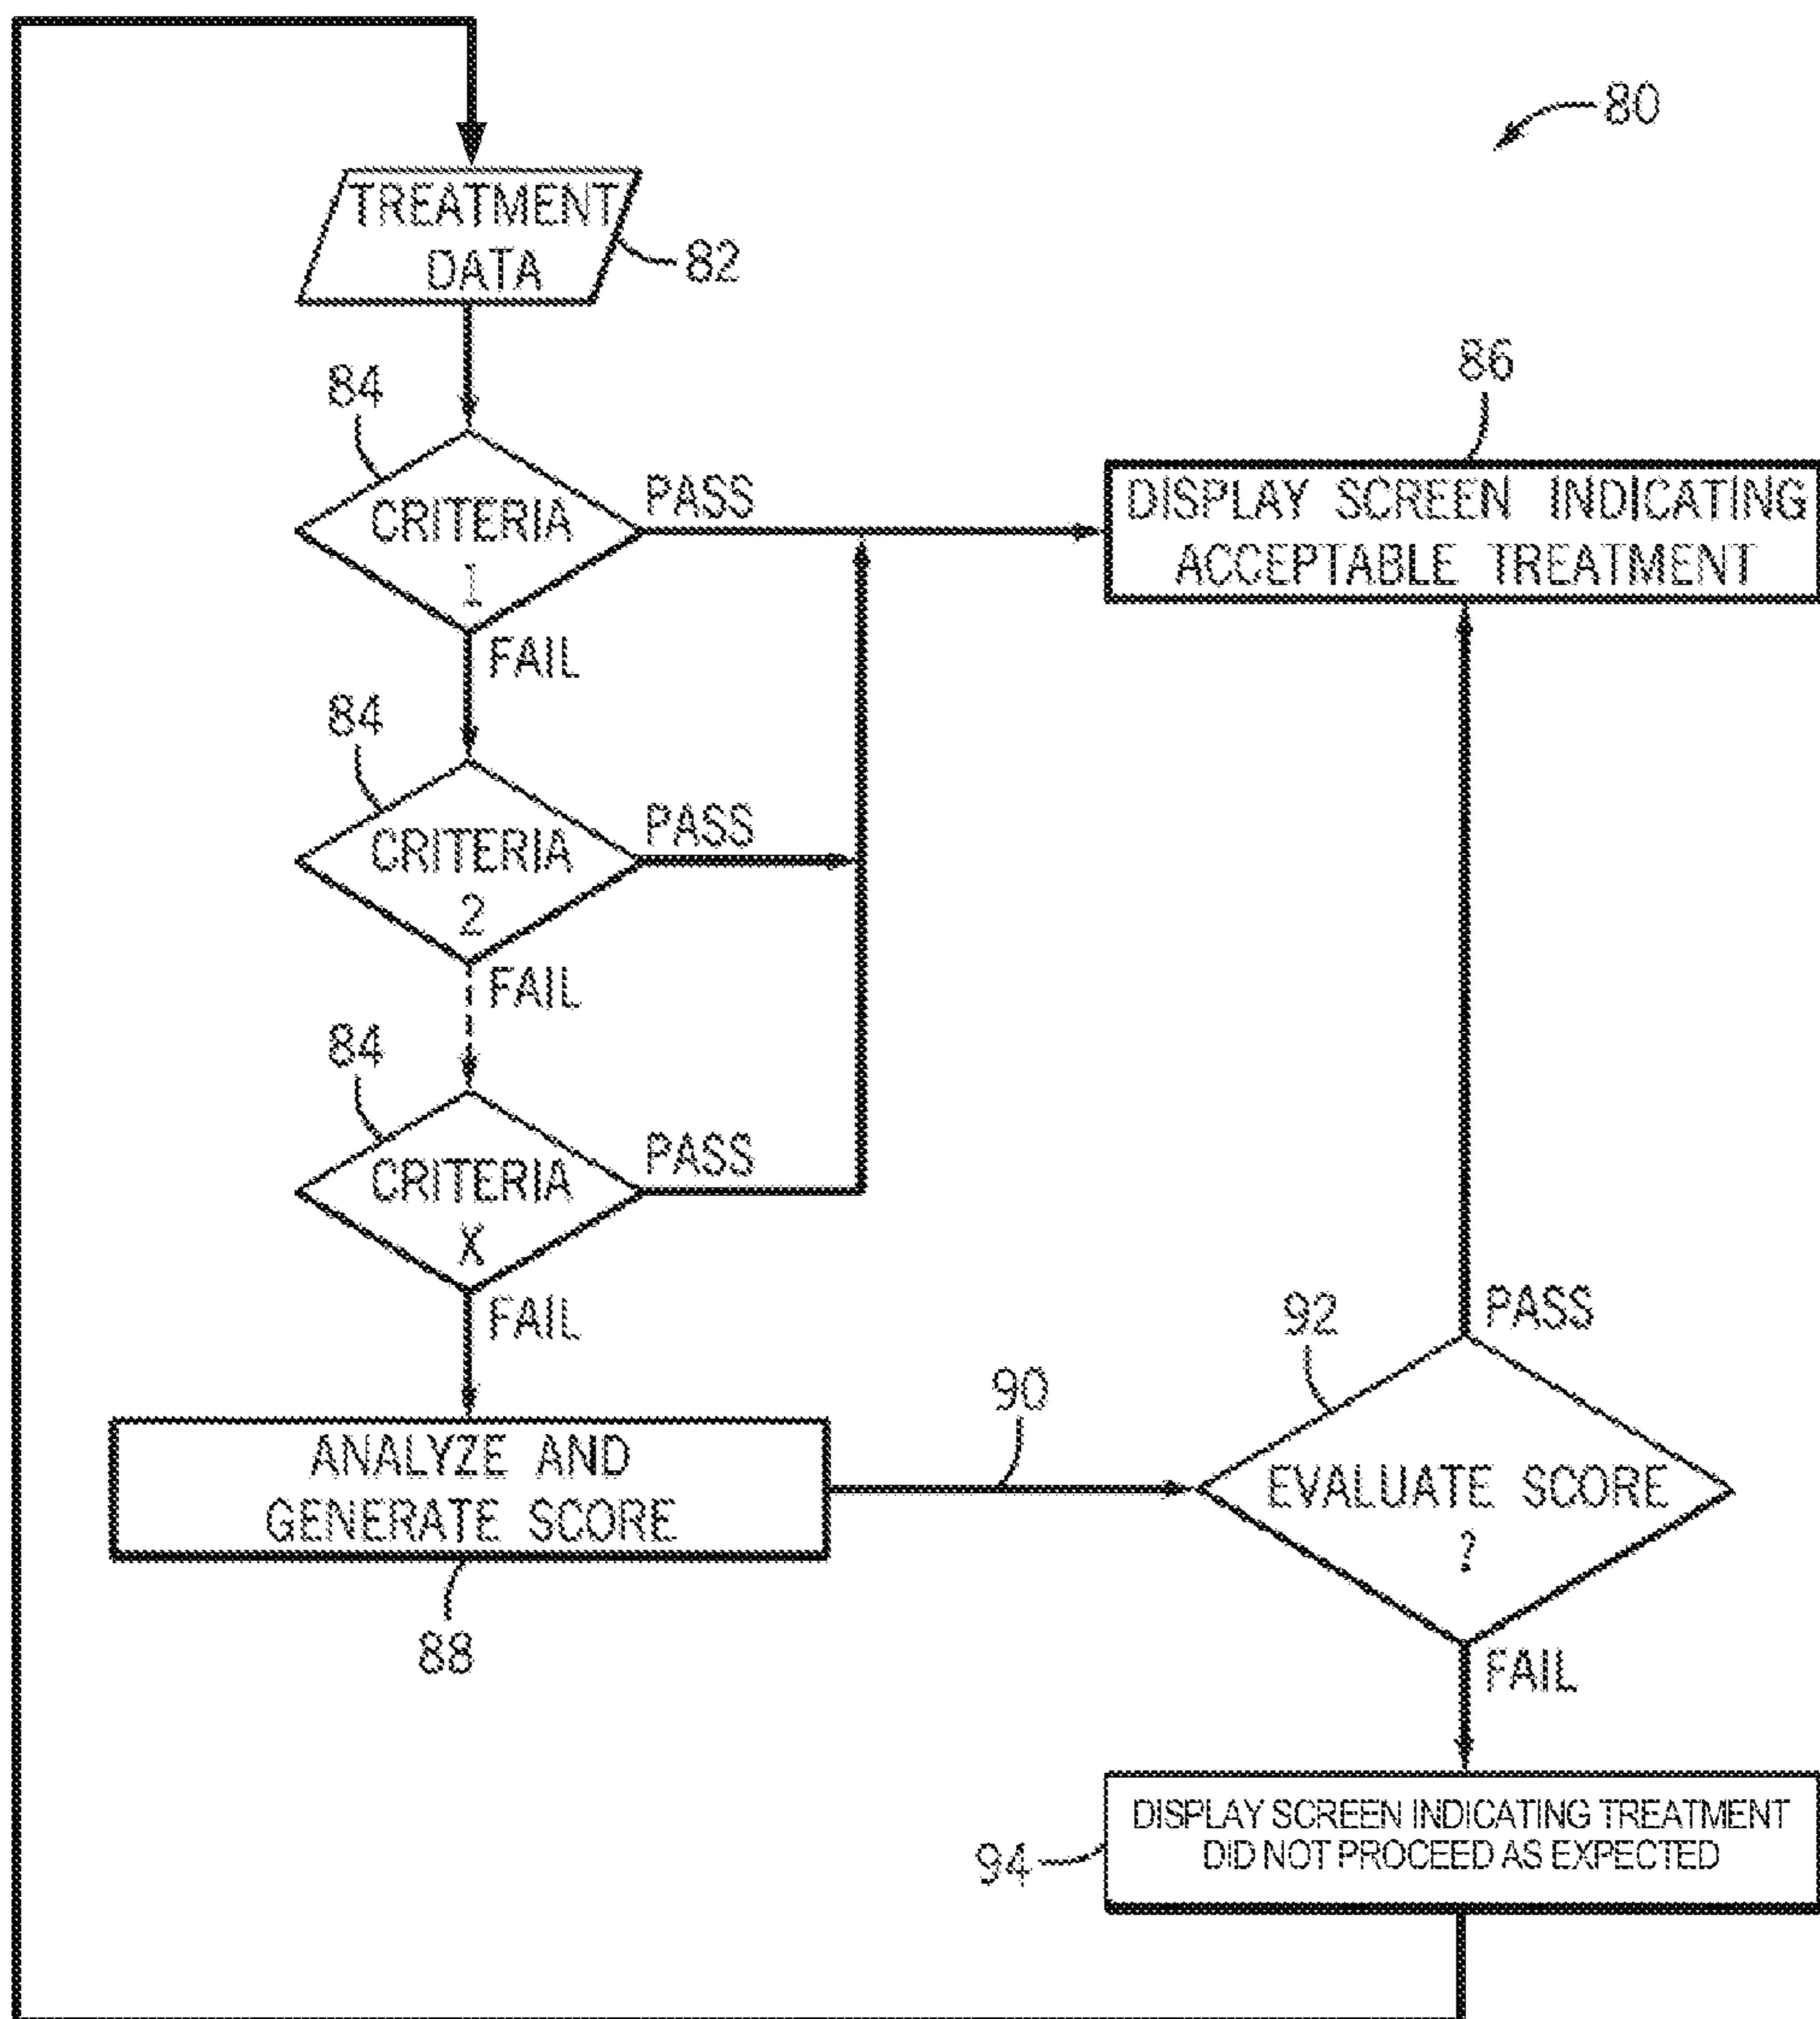 80
TREATMENT
DATA
82
84
CRITERIA
1
PASS
FAIL
86
DISPLAY SCREEN INDICATING
ACCEPTABLE TREATMENT
84
CRITERIA
2
PASS
FAIL
84
CRITERIA
X
PASS
FAIL
ANALYZE AND
GENERATE SCORE
88
90
92
PASS
EVALUATE SCORE
?
FAIL
DISPLAY SCREEN INDICATING TREATMENT
DID NOT PROCEED AS EXPECTED
94